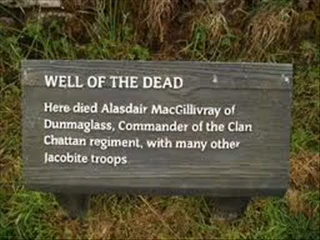 WELL OF THE DEAD
Here died Alasdair MacGillivray of
Dunmaglass, Commander of the Clan
Chattan regiment, with many other
Jacobite troops